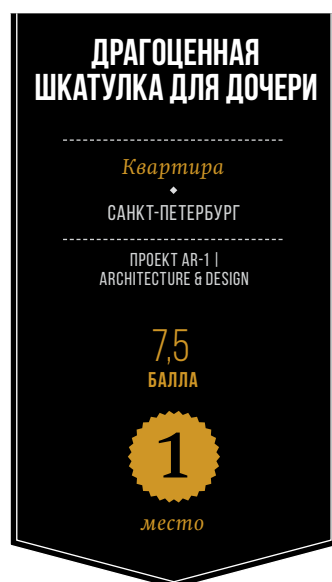 ДРАГОЦЕННАЯ
ШКАТУЛКА ДЛЯ ДОЧЕРИ
Квартира
САНКТ-ПЕТЕРБУРГ
ПРОЕКТ AR-1 |
ARCHITECTURE & DESIGN
7,5
БАЛЛА
1
место